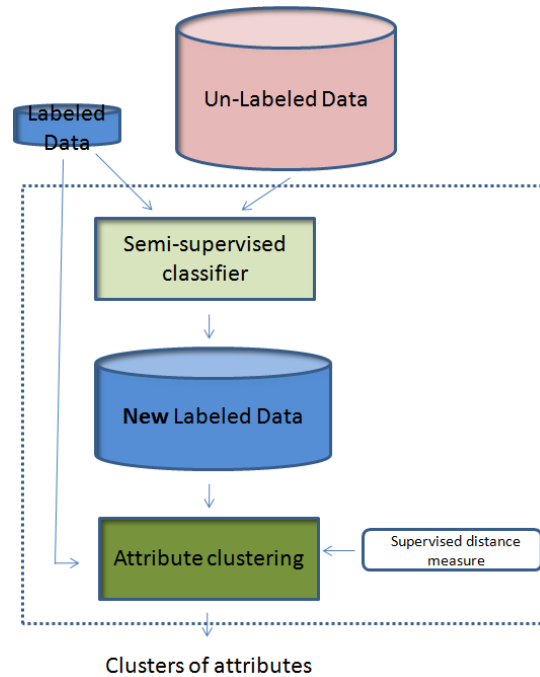 Un-Labeled Data
Labeled
Data
Semi-supervised
classifier
New Labeled Data
Attribute clustering
Supervised distance
measure
Clusters of attributes